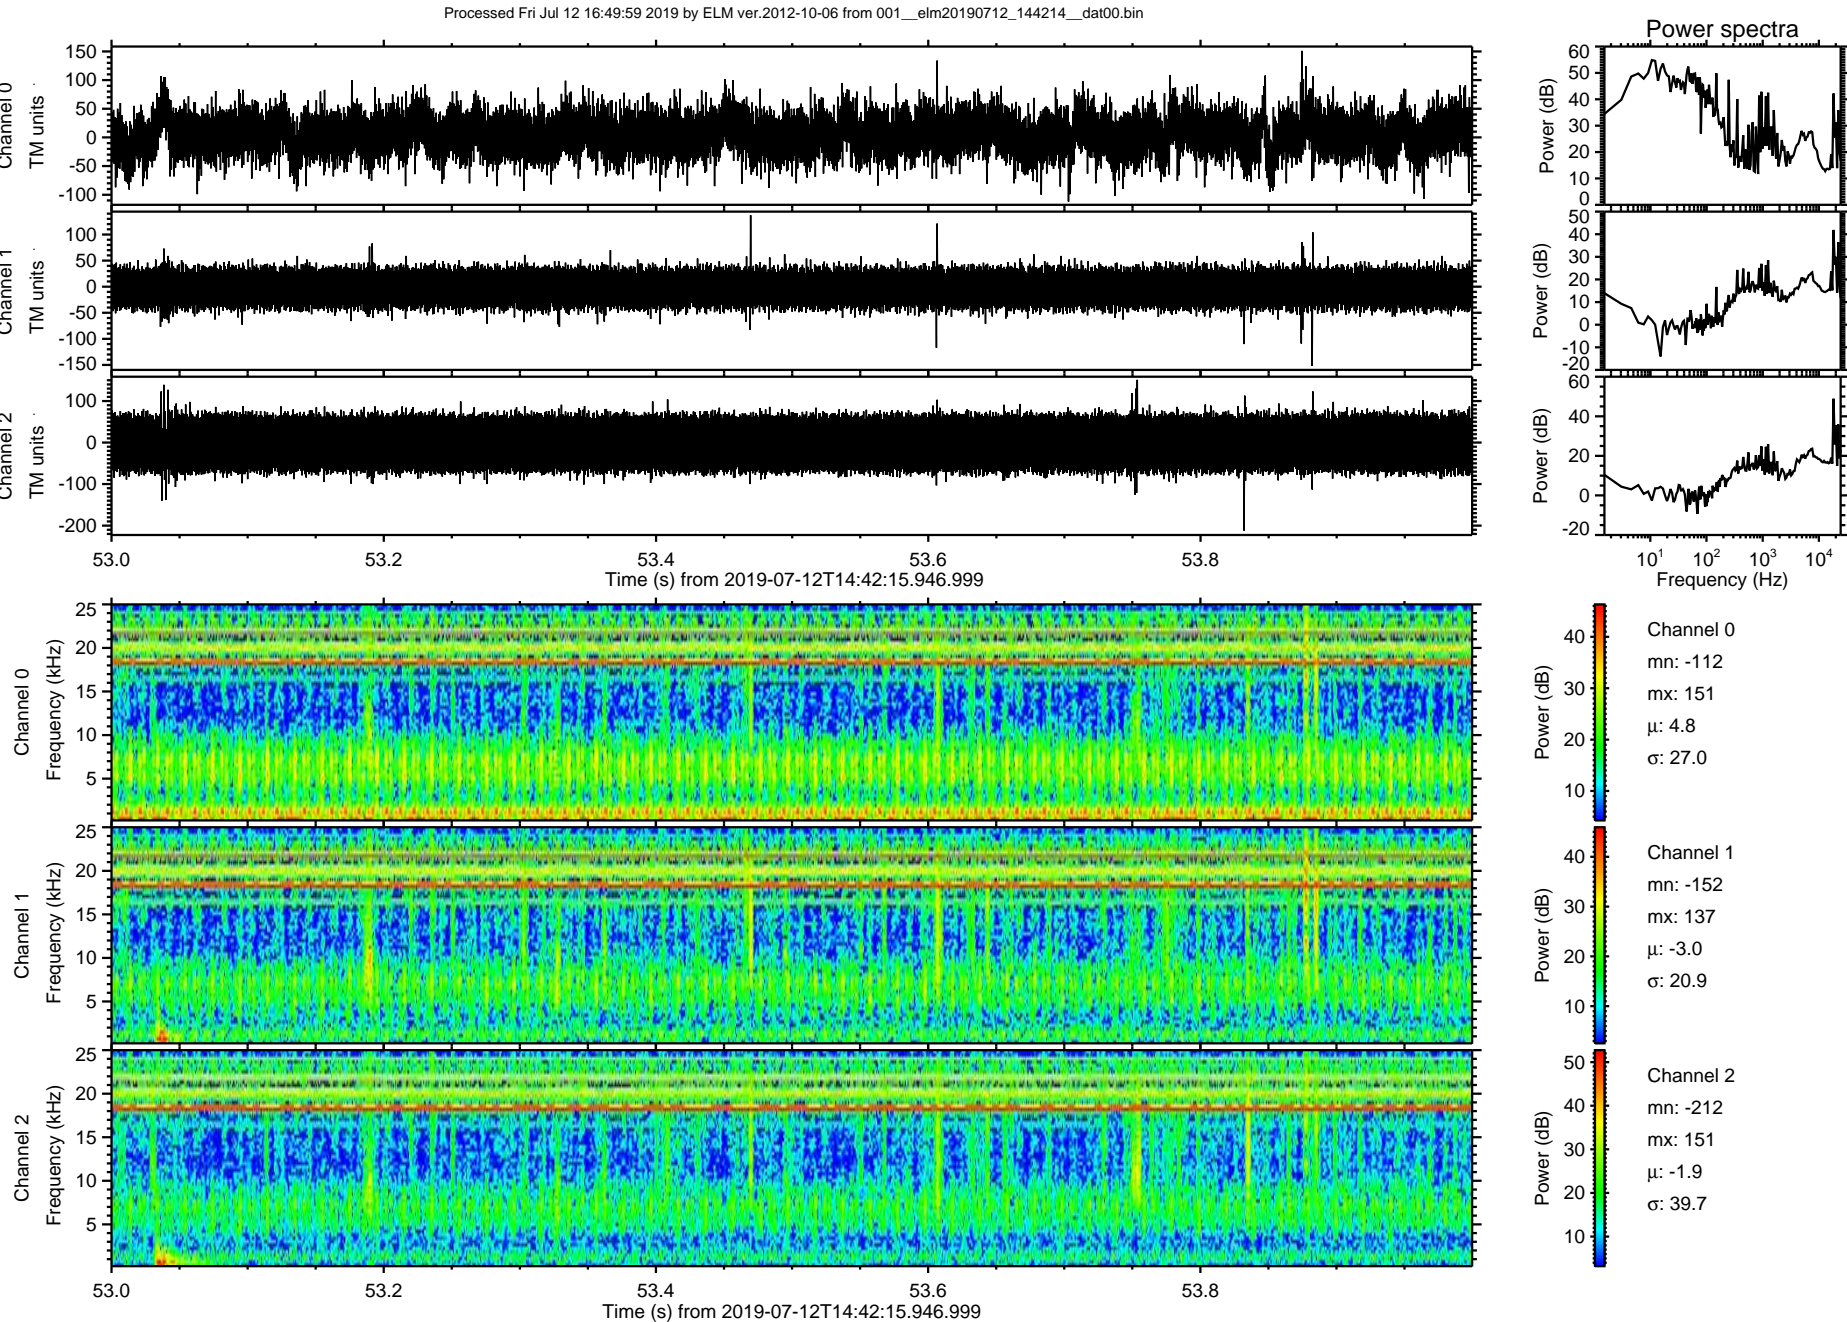 Processed Fri Jul 12 16:49:59 2019 by ELM ver.2012-10-06 from 001__elm20190712_144214__dat00.bin
Power spectra
Channel 0
TM units
150
100
50
0
-50
-100
Power (dB)
60
50
40
30
20
10
0
Channel 1
TM units
100
50
0
-50
-100
-150
Power (dB)
50
40
30
20
10
0
-10
-20
Channel 2
TM units
100
0
-100
-200
Power (dB)
60
40
20
0
-20
53.0 53.2 53.4 53.6 53.8
Time (s) from 2019-07-12T14:42:15.946.999
10¹ 10² 10³ 10⁴
Frequency (Hz)
Channel 0
Frequency (kHz)
25
20
15
10
5
Power (dB)
40
30
20
10
Channel 0
mn: -112
mx: 151
μ: 4.8
σ: 27.0
Channel 1
Frequency (kHz)
25
20
15
10
5
Power (dB)
40
30
20
10
Channel 1
mn: -152
mx: 137
μ: -3.0
σ: 20.9
Channel 2
Frequency (kHz)
25
20
15
10
5
Power (dB)
50
40
30
20
10
Channel 2
mn: -212
mx: 151
μ: -1.9
σ: 39.7
53.0 53.2 53.4 53.6 53.8
Time (s) from 2019-07-12T14:42:15.946.999